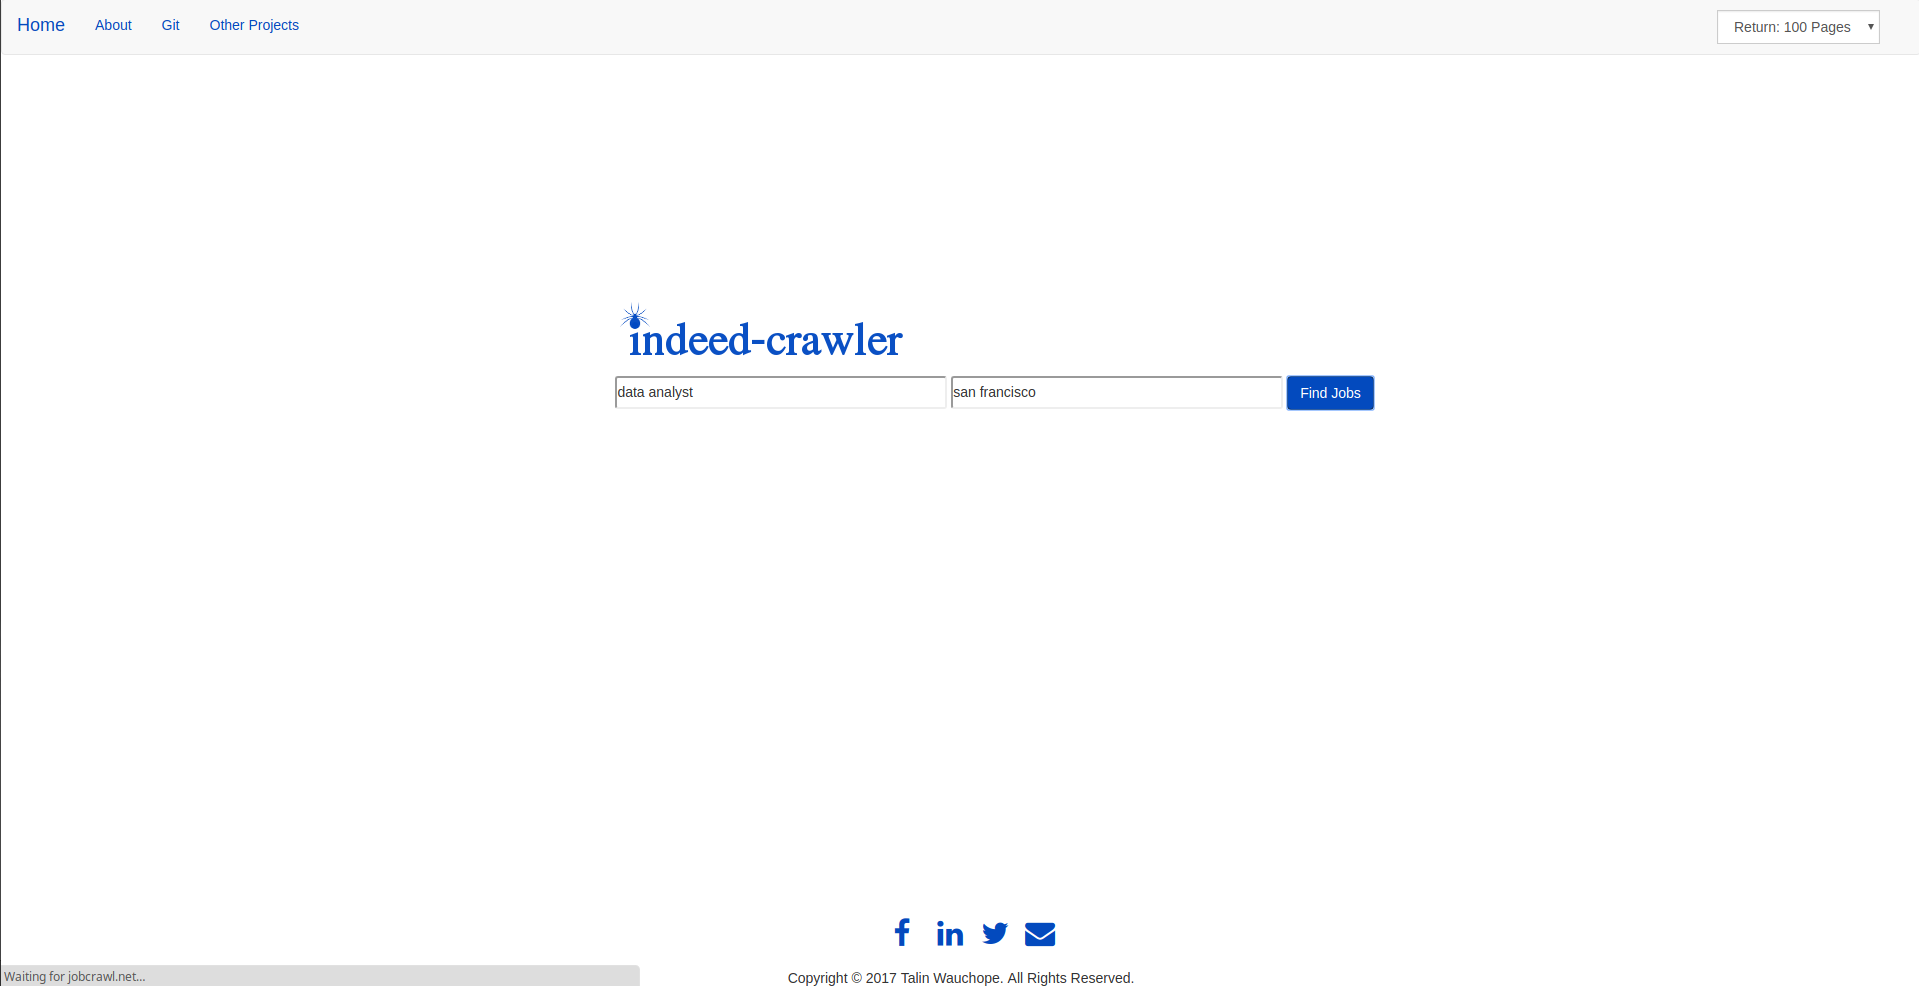 Home About Git Other Projects Return: 100 Pages
indeed-crawler
data analyst san francisco Find Jobs
Waiting for jobcrawl.net...
Copyright © 2017 Talin Wauchope. All Rights Reserved.